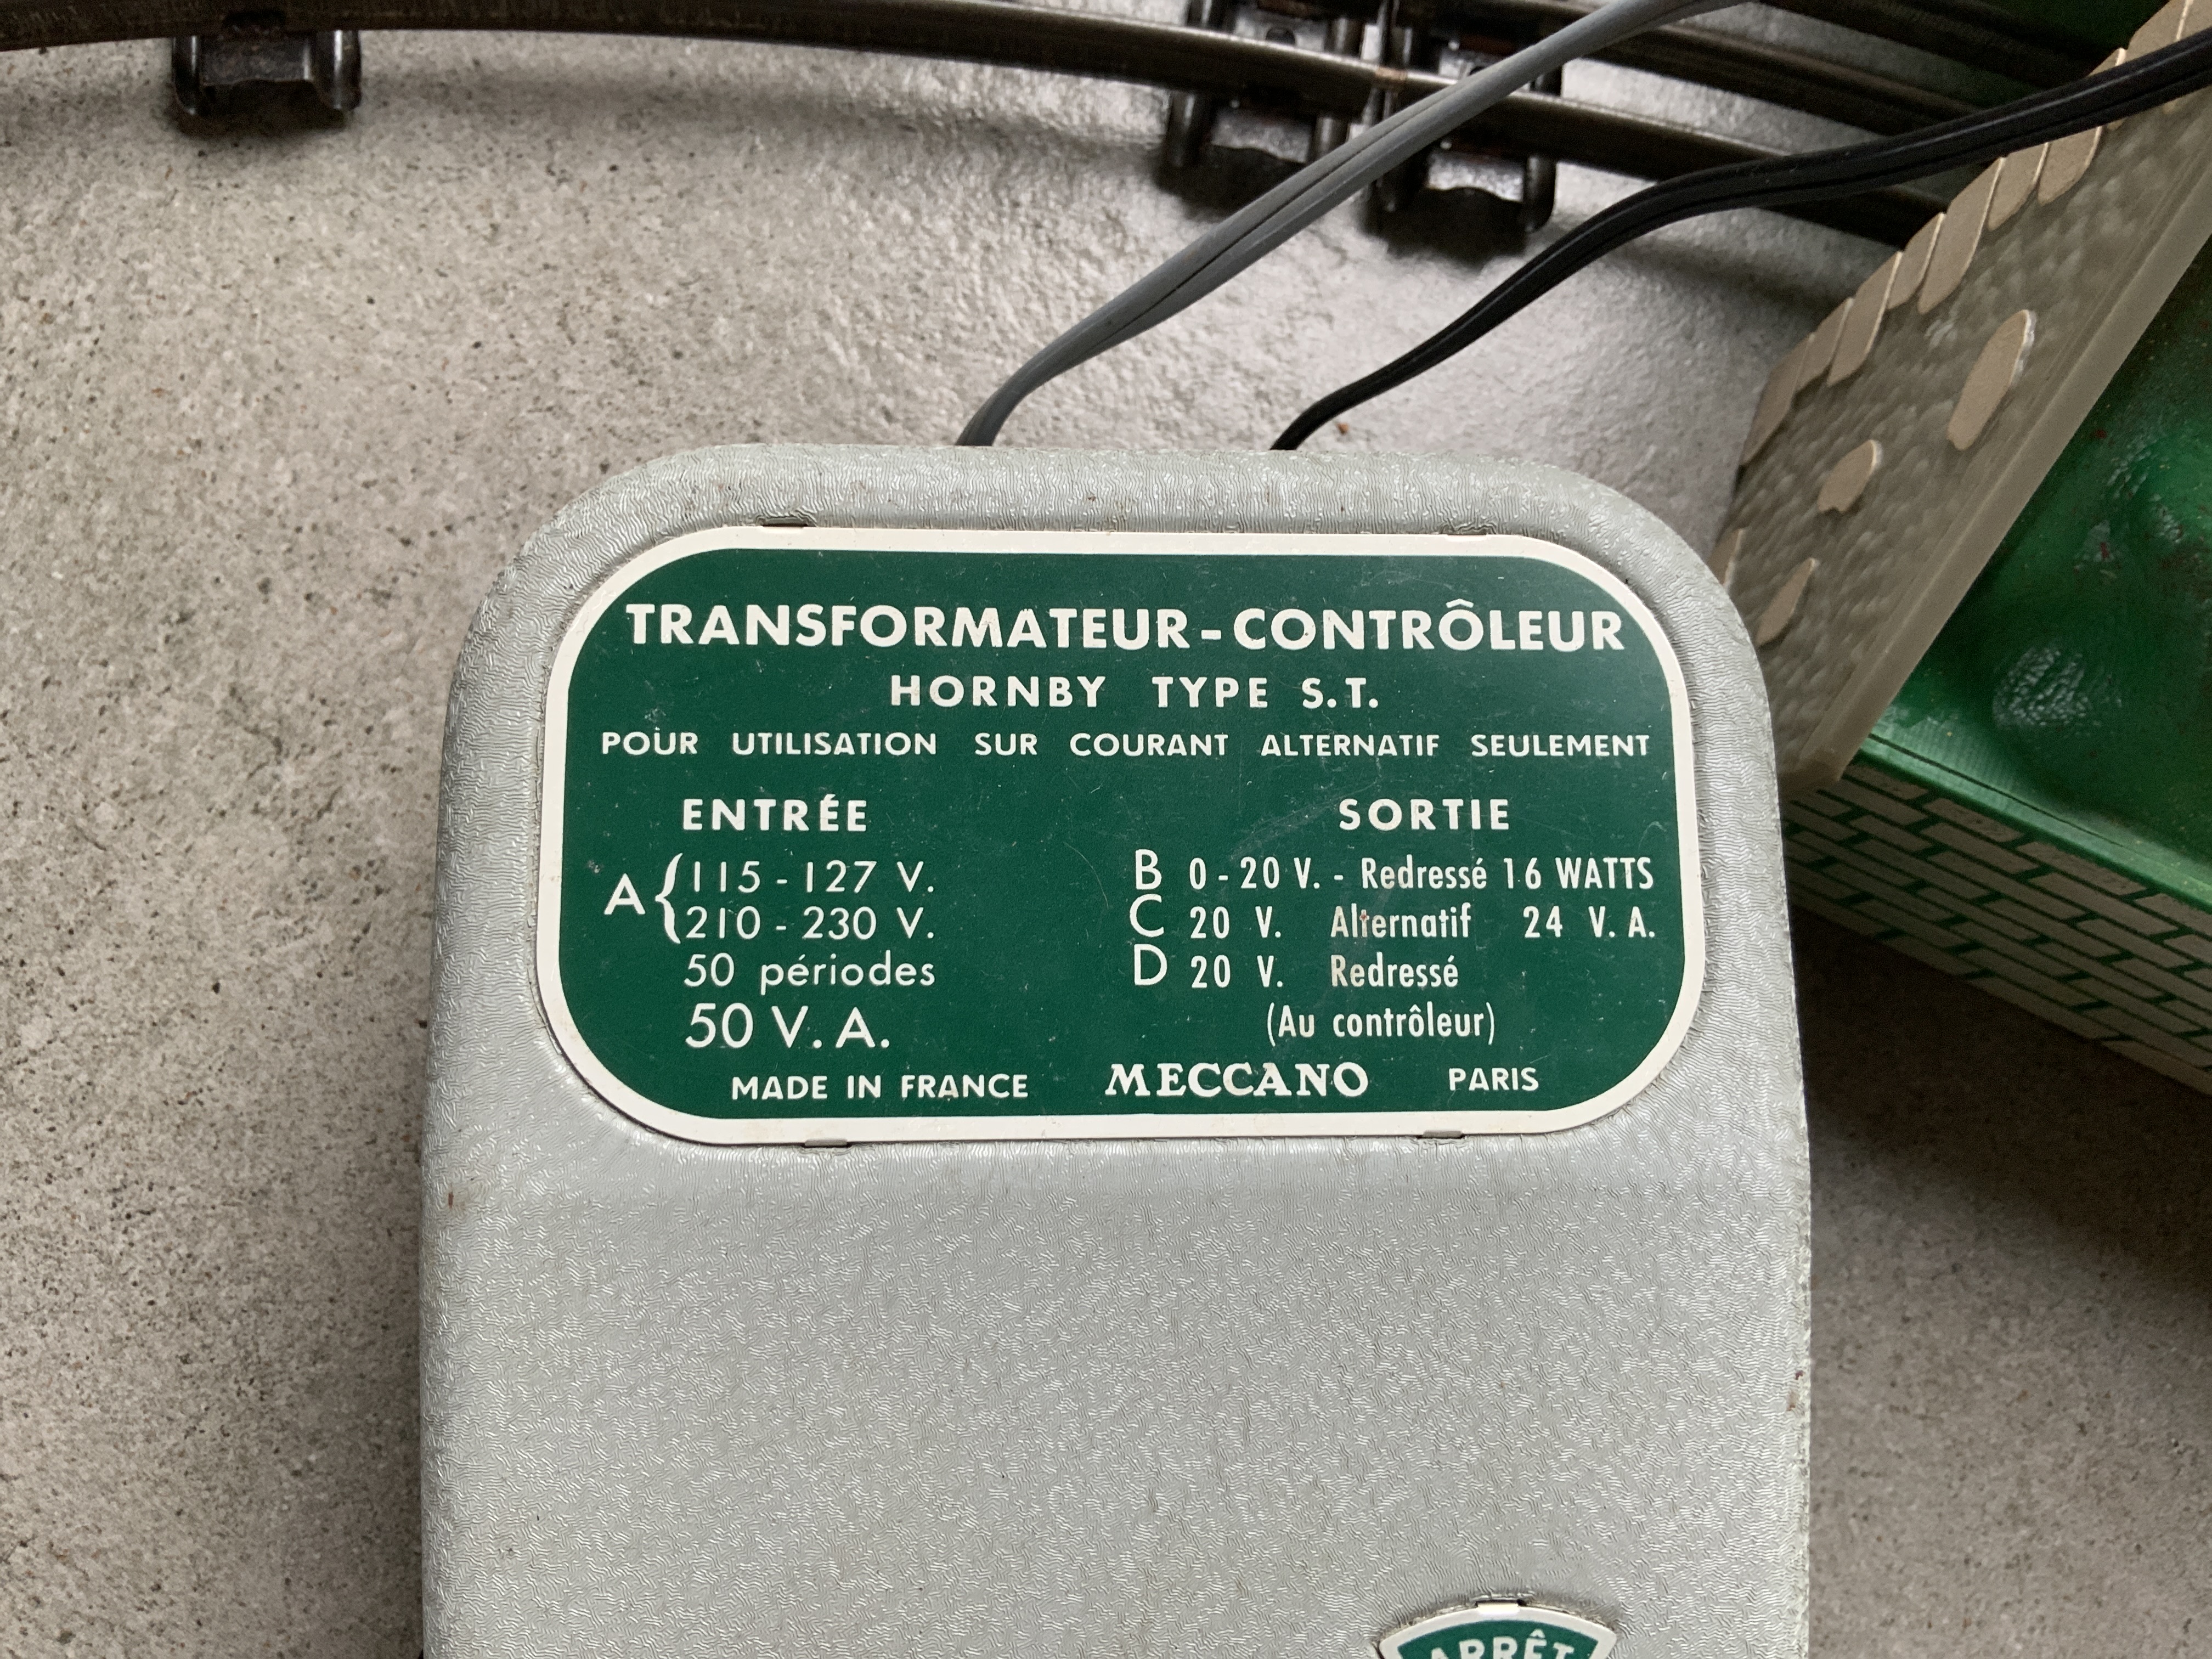 TRANSFORMATEUR-CONTRÔLEUR
HORNBY TYPE S.T.
POUR UTILISATION SUR COURANT ALTERNATIF SEULEMENT
ENTRÉE
A { 115 - 127 V.
210 - 230 V.
50 périodes
50 V.A.
SORTIE
B 0-20 V. - Redressé 16 WATTS
C 20 V. Alternatif 24 V.A.
D 20 V. Redressé
(Au contrôleur)
MADE IN FRANCE MECCANO PARIS
ARRÊT